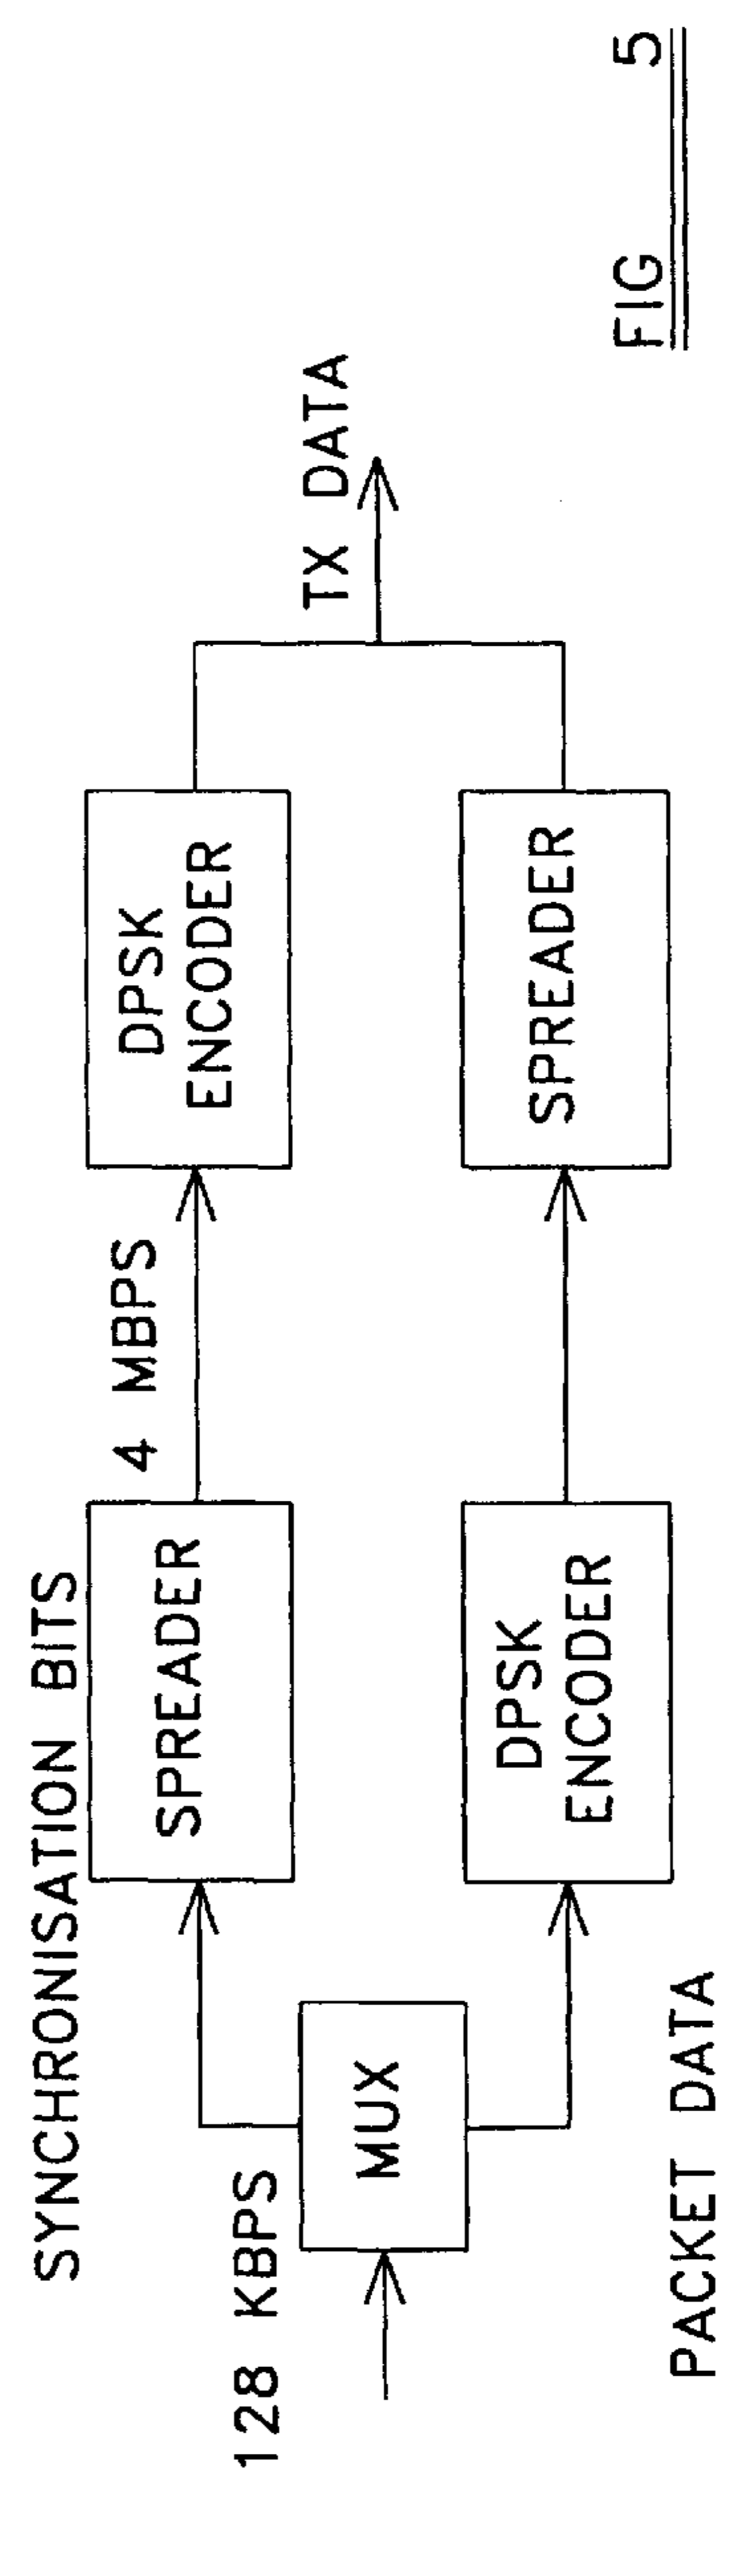 SYNCHRONISATION BITS
128 KBPS
MUX
SPREADER
4 MBPS
DPSK
ENCODER
PACKET DATA
DPSK
ENCODER
SPREADER
TX DATA
FIG 5